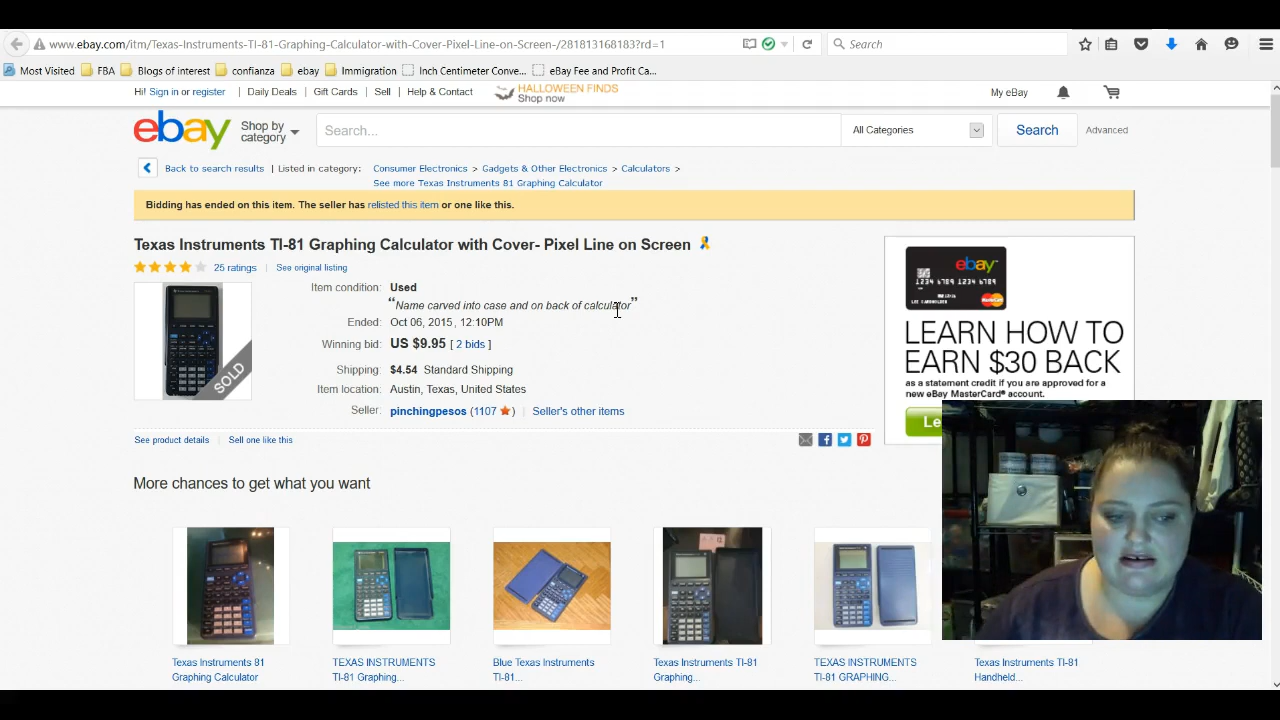 www.ebay.com/itm/Texas-Instruments-TI-81-Graphing-Calculator-with-Cover-Pixel-Line-on-Screen-/281813168183?rd=1
Search
Most Visited FBA Blogs of interest confianza ebay Immigration Inch Centimeter Conve... eBay Fee and Profit Ca...
Hi! Sign in or register | Daily Deals | Gift Cards | Sell | Help & Contact
HALLOWEEN FINDS
Shop now
My eBay
ebay
Shop by
category
Search...
All Categories
Search
Advanced
Back to search results | Listed in category: Consumer Electronics > Gadgets & Other Electronics > Calculators >
See more Texas Instruments 81 Graphing Calculator
Bidding has ended on this item. The seller has relisted this item or one like this.
Texas Instruments TI-81 Graphing Calculator with Cover- Pixel Line on Screen
25 ratings | See original listing
SOLD
Item condition: Used
“Name carved into case and on back of calculator”
Ended: Oct 06, 2015 , 12:10PM
Winning bid: US $9.95 [ 2 bids ]
Shipping: $4.54 Standard Shipping
Item location: Austin, Texas, United States
Seller: pinchingpesos (1107 ) | Seller's other items
See product details | Sell one like this
ebay
MasterCard
LEARN HOW TO
EARN $30 BACK
as a statement credit if you are approved for a
new eBay MasterCard® account.
Le
More chances to get what you want
Texas Instruments 81
Graphing Calculator
TEXAS INSTRUMENTS
TI-81 Graphing...
Blue Texas Instruments
TI-81...
Texas Instruments TI-81
Graphing...
TEXAS INSTRUMENTS
TI-81 GRAPHING...
Texas Instruments TI-81
Handheld...